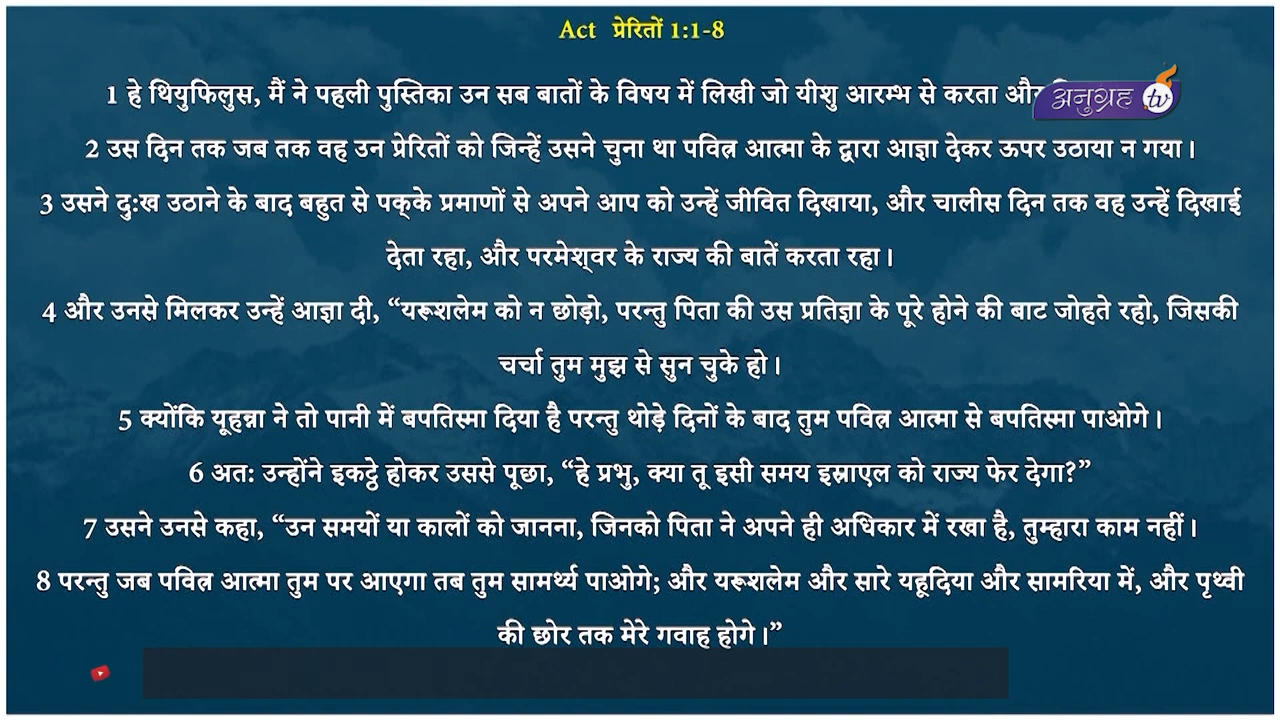 Act प्रेरितों 1:1-8
1 हे थियुफिलुस, मैं ने पहली पुस्तिका उन सब बातों के विषय में लिखी जो यीशु आरम्भ से करता और
अनुग्रह tv
2 उस दिन तक जब तक वह उन प्रेरितों को जिन्हें उसने चुना था पवित्र आत्मा के द्वारा आज्ञा देकर ऊपर उठाया न गया।
3 उसने दुःख उठाने के बाद बहुत से पक्‍के प्रमाणों से अपने आप को उन्हें जीवित दिखाया, और चालीस दिन तक वह उन्हें दिखाई
देता रहा, और परमेश्‍वर के राज्य की बातें करता रहा।
4 और उनसे मिलकर उन्हें आज्ञा दी, “यरूशलेम को न छोड़ो, परन्तु पिता की उस प्रतिज्ञा के पूरे होने की बाट जोहते रहो, जिसकी
चर्चा तुम मुझ से सुन चुके हो।
5 क्योंकि यूहन्ना ने तो पानी में बपतिस्मा दिया है परन्तु थोड़े दिनों के बाद तुम पवित्र आत्मा से बपतिस्मा पाओगे।
6 अत: उन्होंने इकट्ठे होकर उससे पूछा, “हे प्रभु, क्या तू इसी समय इस्राएल को राज्य फेर देगा?”
7 उसने उनसे कहा, “उन समयों या कालों को जानना, जिनको पिता ने अपने ही अधिकार में रखा है, तुम्हारा काम नहीं।
8 परन्तु जब पवित्र आत्मा तुम पर आएगा तब तुम सामर्थ्य पाओगे; और यरूशलेम और सारे यहूदिया और सामरिया में, और पृथ्वी
की छोर तक मेरे गवाह होगे।”